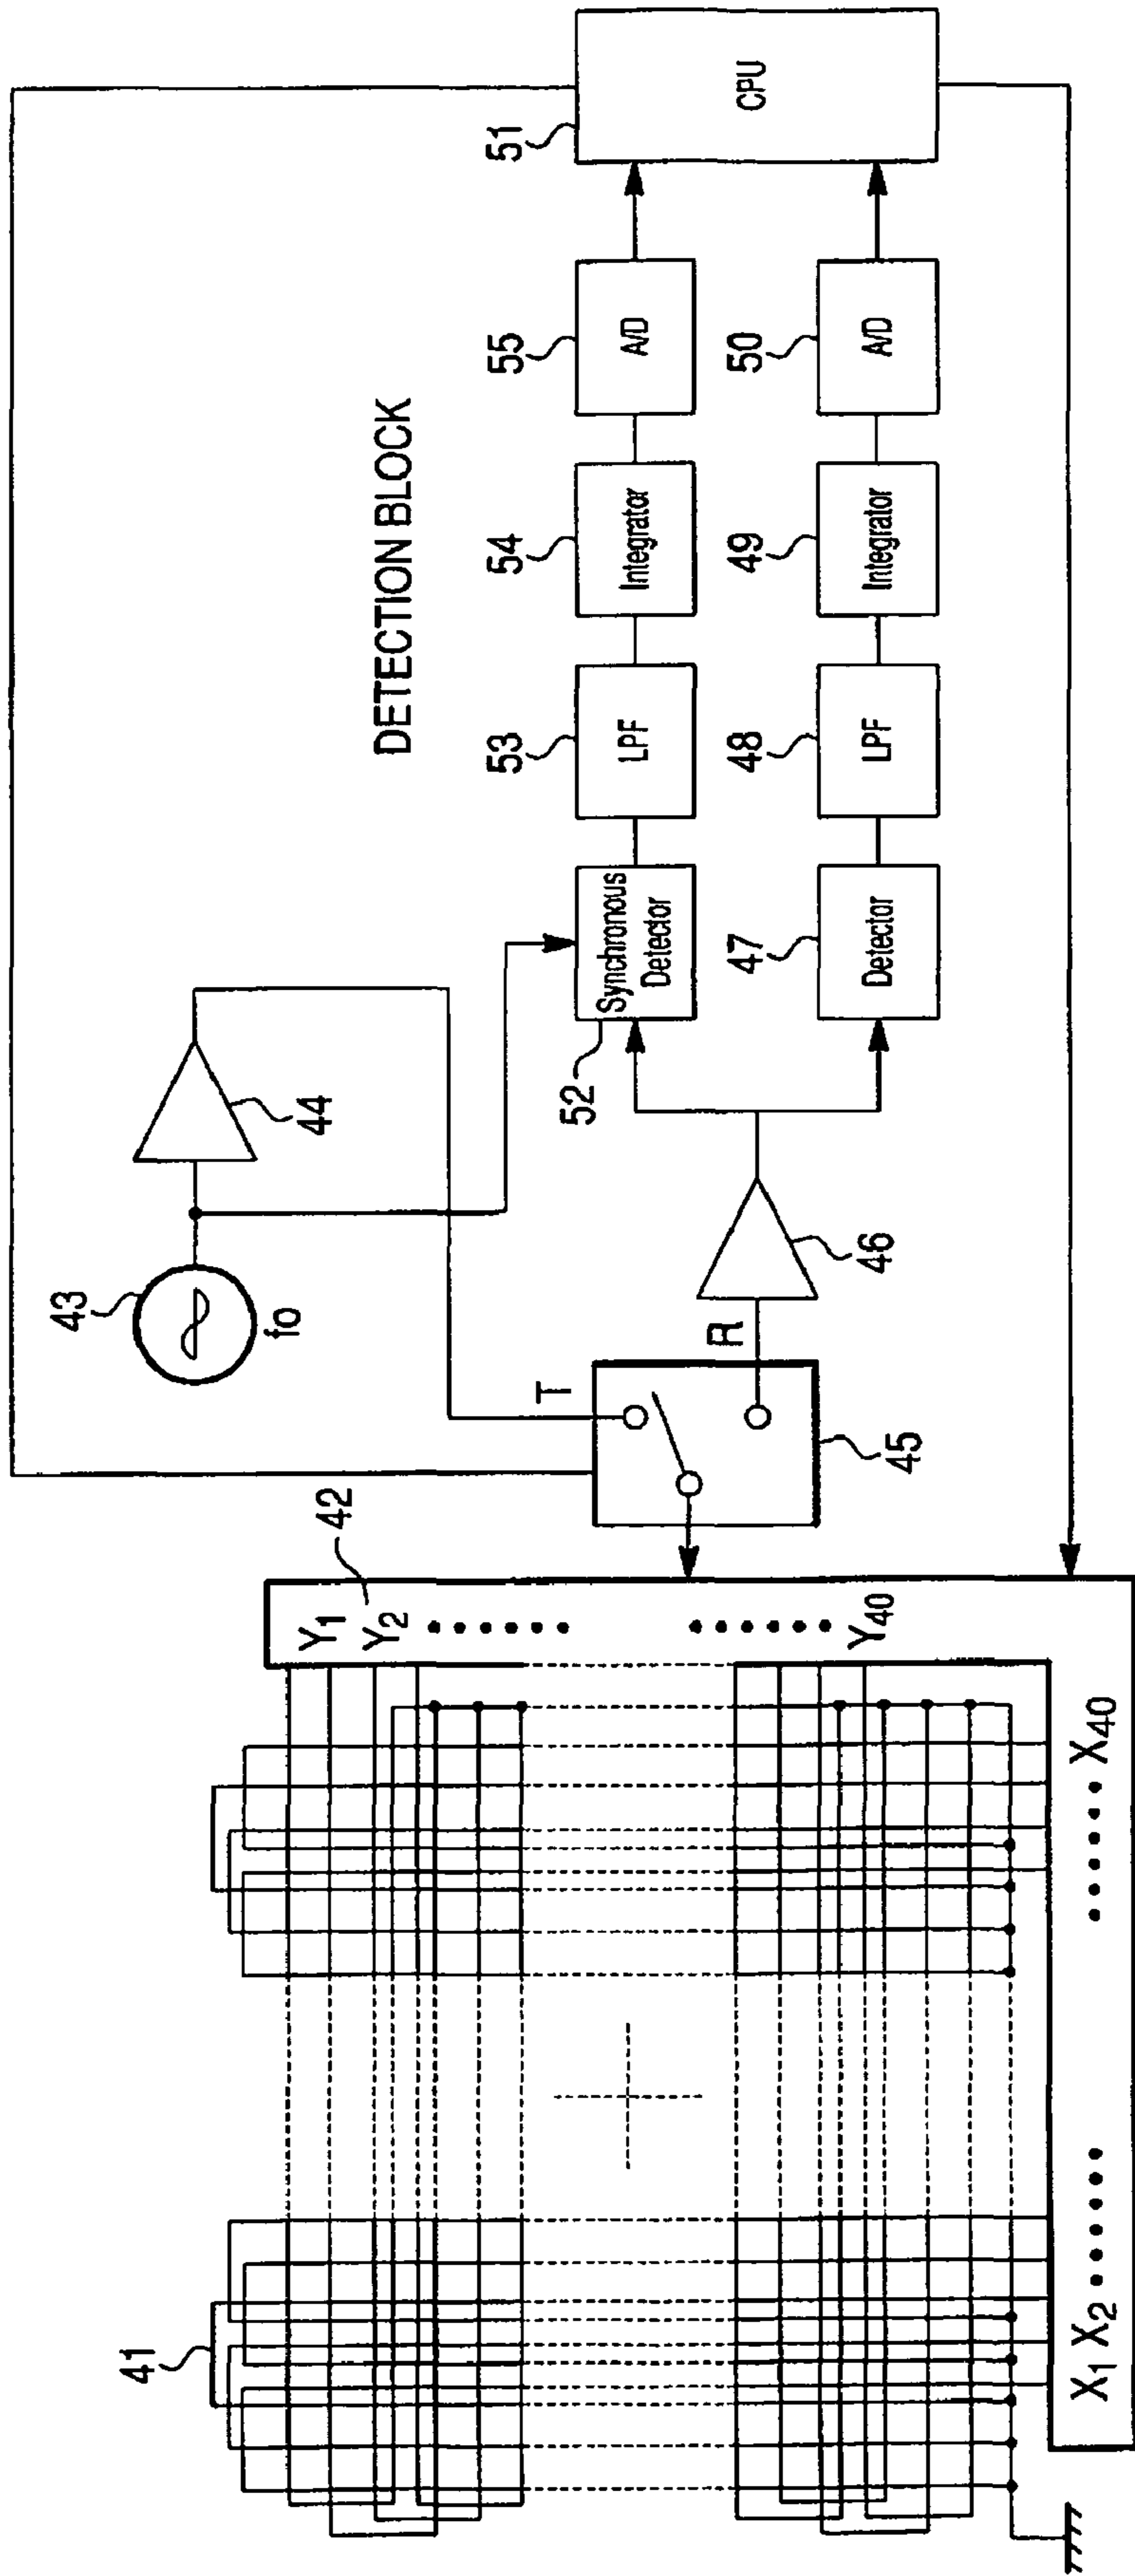 DETECTION BLOCK
41
42
Y1
Y2
Y40
X1 X2
X40
43
fo
44
T
R
45
46
52
Synchronous
Detector
53
LPF
54
Integrator
55
A/D
47
Detector
48
LPF
49
Integrator
50
A/D
51
CPU